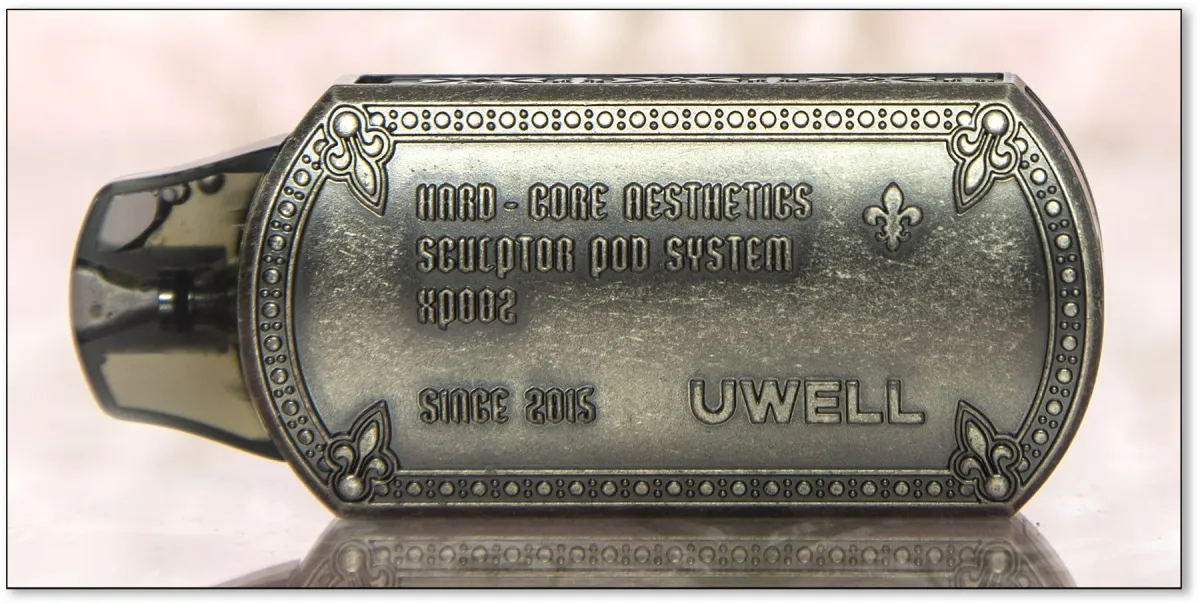 HARD - CORE AESTHETICS
SCULPTOR POD SYSTEM
XP002
SINCE 2015
UWELL